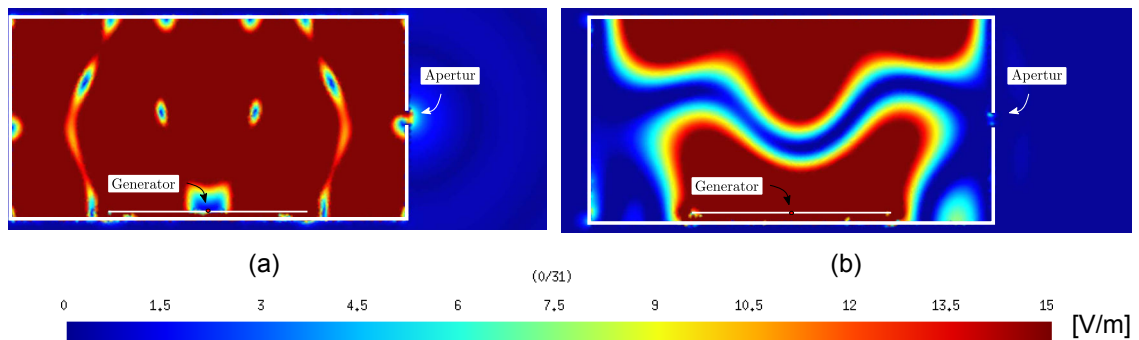 Apertur
Generator
Apertur
Generator
(a)
(b)
(0/31)
0 1.5 3 4.5 6 7.5 9 10.5 12 13.5 15
[V/m]